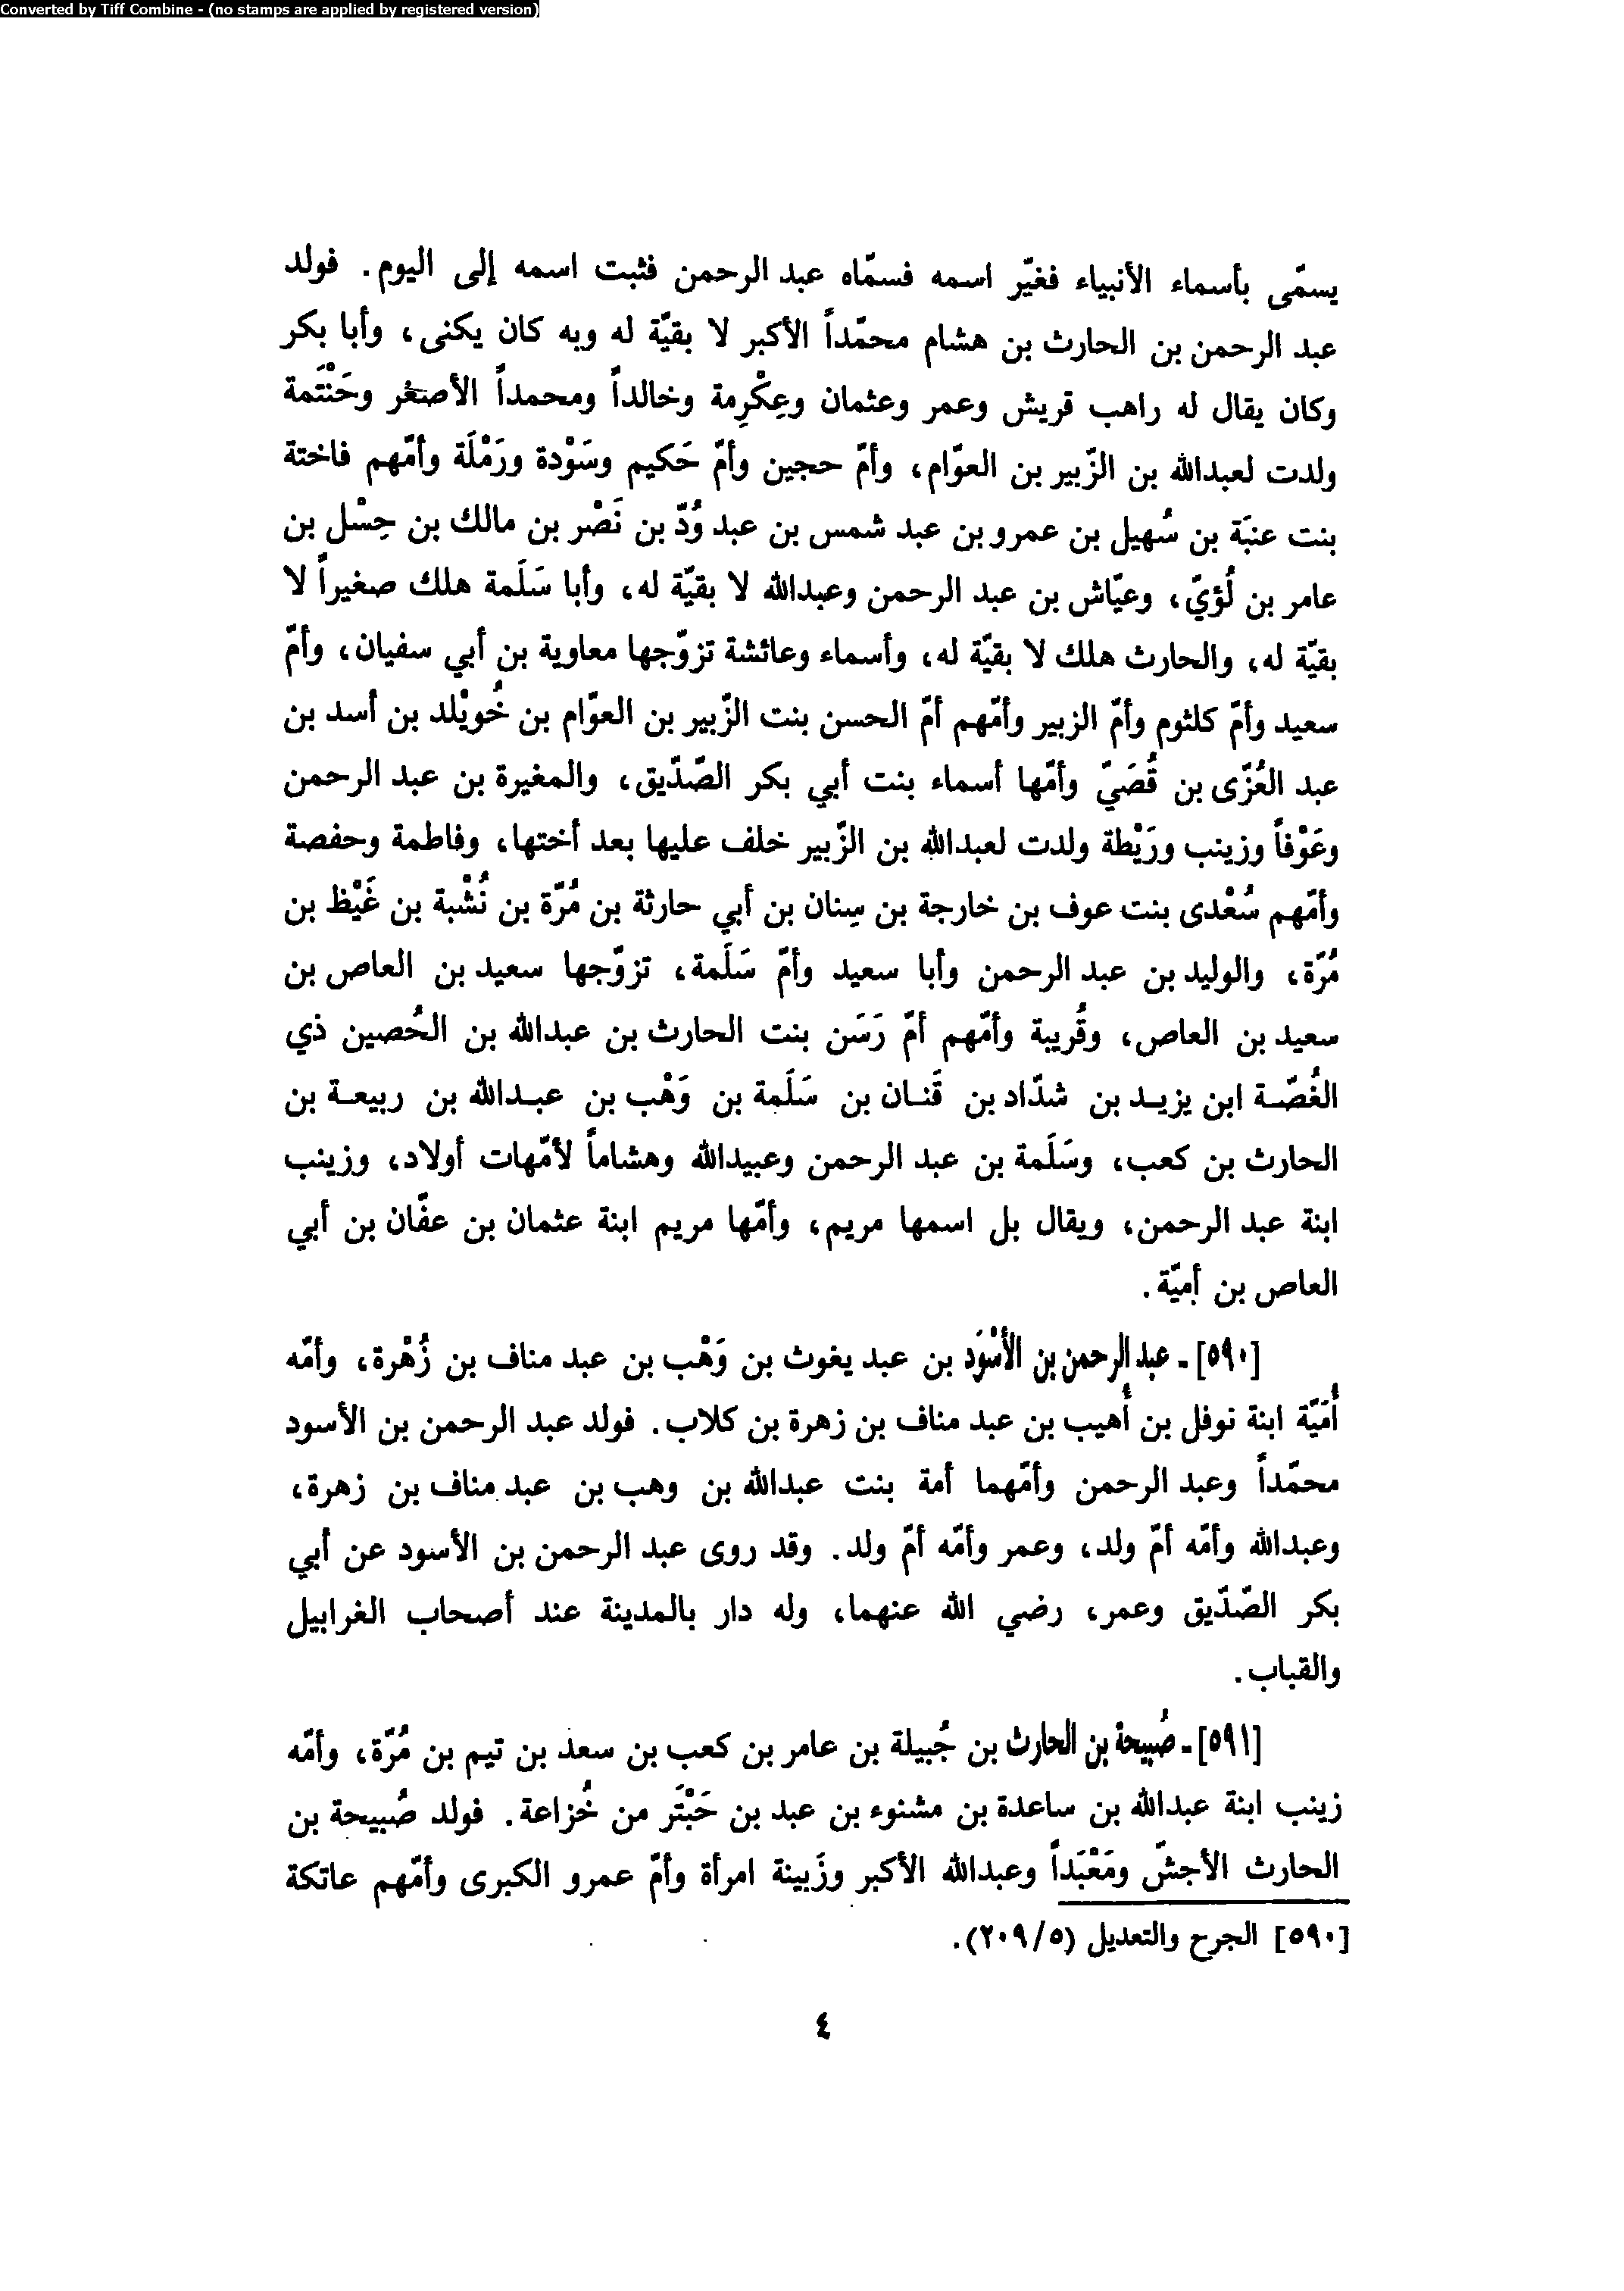 Converted by Tiff Combine - (no stamps are applied by registered version)
يسمّى بأسماء الأنبياء فغيّر اسمه فسمّاه عبد الرحمن فثبت اسمه إلى اليوم. فولد
عبد الرحمن بن الحارث بن هشام محمّداً الأكبر لا بقيّة له وبه كان يكنى، وأبا بكر
وكان يقال له راهب قريش وعمر وعثمان وعِكْرِمة وخالداً ومحمداً الأصغر وحَنْتَمة
ولدت لعبدالله بن الزّبير بن العوّام، وأمّ حجين وأمّ حَكيم وسَوْدة ورَمْلَة وأمّهم فاختة
بنت عنبَة بن سُهيل بن عمرو بن عبد شمس بن عبد وُدّ بن نَصْر بن مالك بن حِسْل بن
عامر بن لُؤيّ، وعيّاش بن عبد الرحمن وعبدالله لا بقيّة له، وأبا سَلَمة هلك صغيراً لا
بقيّة له، والحارث هلك لا بقيّة له، وأسماء وعائشة تزوّجها معاوية بن أبي سفيان، وأمّ
سعيد وأمّ كلثوم وأمّ الزبير وأمّهم أمّ الحسن بنت الزّبير بن العوّام بن خُويْلد بن أسد بن
عبد العُزّى بن قُصَيّ وأمّها أسماء بنت أبي بكر الصّدّيق، والمغيرة بن عبد الرحمن
وعَوْفاً وزينب ورَيْطة ولدت لعبدالله بن الزّبير خلف عليها بعد أختها، وفاطمة وحفصة
وأمّهم سُعْدى بنت عوف بن خارجة بن سِنان بن أبي حارثة بن مُرّة بن نُشْبة بن غَيْظ بن
مُرّة، والوليد بن عبد الرحمن وأبا سعيد وأمّ سَلَمة، تزوّجها سعيد بن العاص بن
سعيد بن العاص، وقُريبة وأمّهم أمّ رَسَن بنت الحارث بن عبدالله بن الحُصين ذي
الغُصّة ابن يزيد بن شدّاد بن قَنان بن سَلَمة بن وَهْب بن عبدالله بن ربيعة بن
الحارث بن كعب، وسَلَمة بن عبد الرحمن وعبيدالله وهشاماً لأمّهات أولاد، وزينب
ابنة عبد الرحمن، ويقال بل اسمها مريم، وأمّها مريم ابنة عثمان بن عفّان بن أبي
العاص بن أميّة.
[٥٩٠] ـ عبد الرحمن بن الأسْوَد بن عبد يغوث بن وَهْب بن عبد مناف بن زُهْرة، وأمّه
أُمَيّة ابنة نوفل بن أُهيب بن عبد مناف بن زهرة بن كلاب. فولد عبد الرحمن بن الأسود
محمّداً وعبد الرحمن وأمّهما أمة بنت عبدالله بن وهب بن عبد مناف بن زهرة،
وعبدالله وأمّه أمّ ولد، وعمر وأمّه أمّ ولد. وقد روى عبد الرحمن بن الأسود عن أبي
بكر الصّدّيق وعمر، رضي الله عنهما، وله دار بالمدينة عند أصحاب الغرابيل
والقباب.
[٥٩١] ـ صُبيحة بن الحارث بن جُبيلة بن عامر بن كعب بن سعد بن تيم بن مُرّة، وأمّه
زينب ابنة عبدالله بن ساعدة بن مشنوء بن عبد بن حَبْتَر من خُزاعة. فولد صُبيحة بن
الحارث الأجشّ ومَعْبَداً وعبدالله الأكبر وزَبينة امرأة وأمّ عمرو الكبرى وأمّهم عاتكة
[٥٩٠] الجرح والتعديل (٢٠٩/٥).
٤